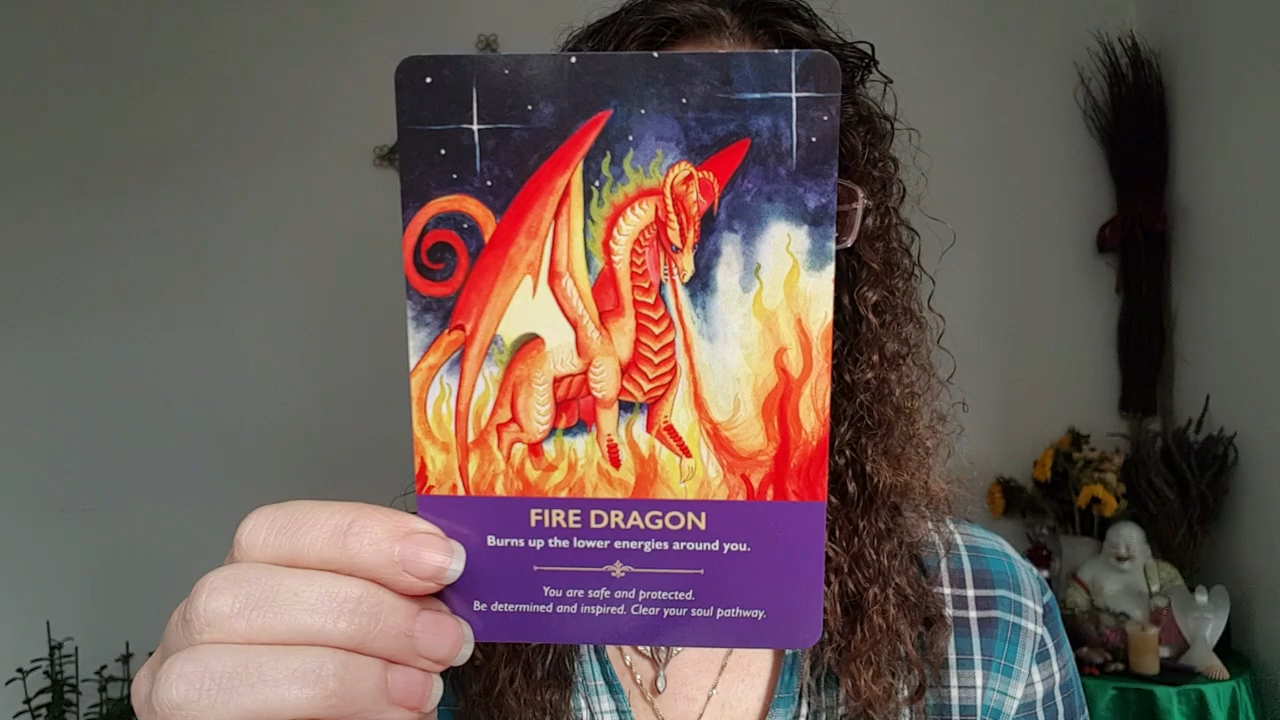 FIRE DRAGON
Burns up the lower energies around you.
You are safe and protected.
Be determined and inspired. Clear your soul pathway.